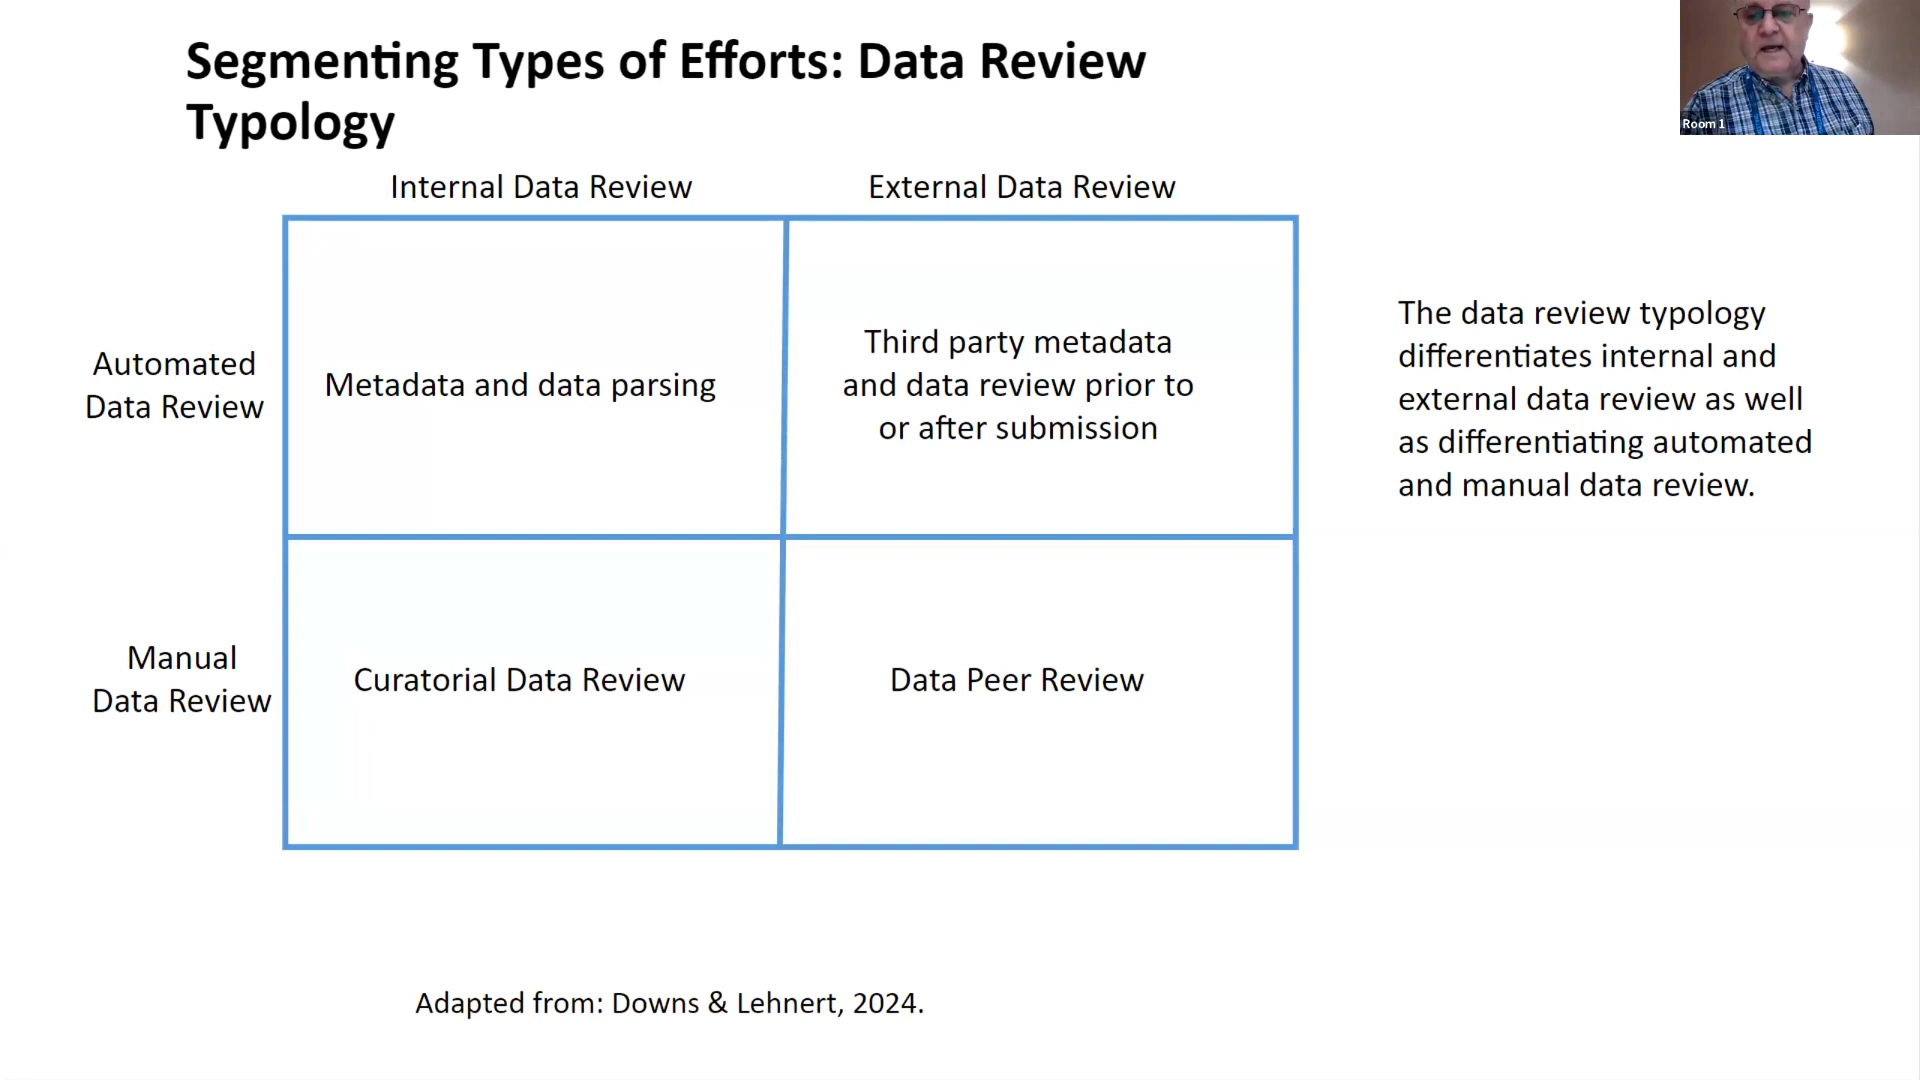 Segmenting Types of Efforts: Data Review
Typology
Room 1
Internal Data Review
External Data Review
Automated
Data Review
Metadata and data parsing
Third party metadata
and data review prior to
or after submission
The data review typology
differentiates internal and
external data review as well
as differentiating automated
and manual data review.
Manual
Data Review
Curatorial Data Review
Data Peer Review
Adapted from: Downs & Lehnert, 2024.